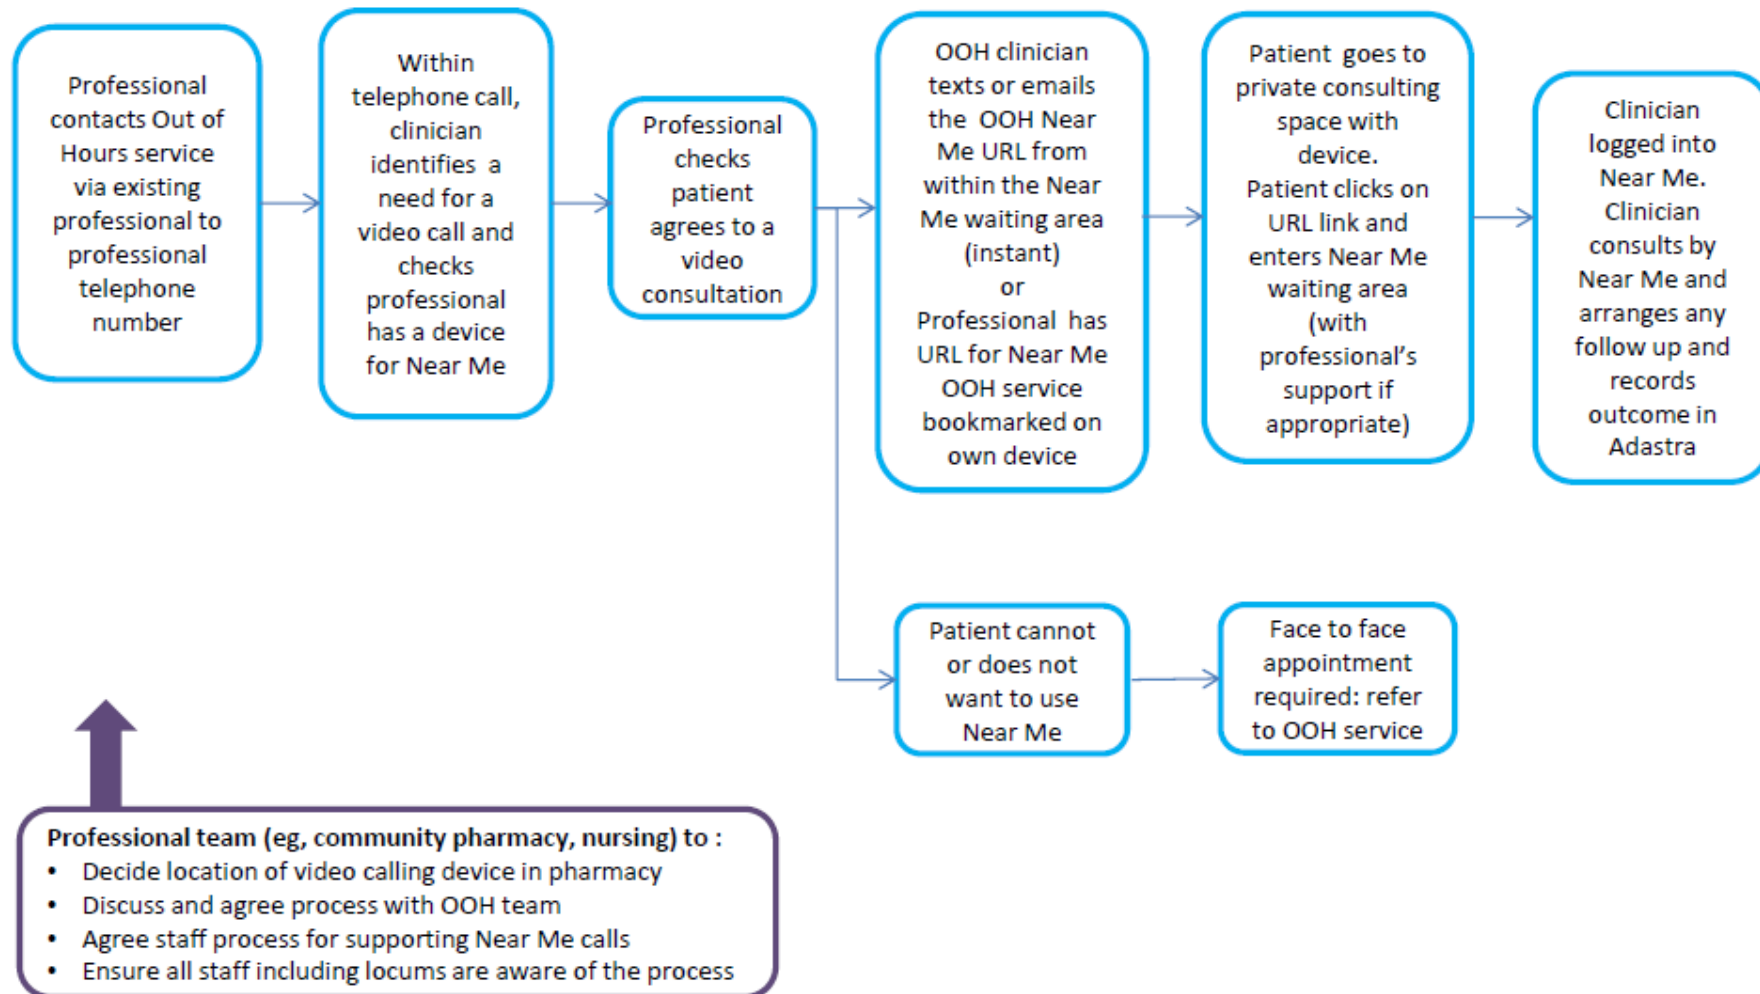 Professional
contacts Out of
Hours service
via existing
professional to
professional
telephone
number
Within
telephone call,
clinician
identifies a
need for a
video call and
checks
professional
has a device
for Near Me
Professional
checks
patient
agrees to a
video
consultation
OOH clinician
texts or emails
the OOH Near
Me URL from
within the Near
Me waiting area
(instant)
or
Professional has
URL for Near Me
OOH service
bookmarked on
own device
Patient goes to
private consulting
space with
device.
Patient clicks on
URL link and
enters Near Me
waiting area
(with
professional's
support if
appropriate)
Clinician
logged into
Near Me.
Clinician
consults by
Near Me and
arranges any
follow up and
records
outcome in
Adastra
Patient cannot
or does not
want to use
Near Me
Face to face
appointment
required: refer
to OOH service
Professional team (eg, community pharmacy, nursing) to :
• Decide location of video calling device in pharmacy
• Discuss and agree process with OOH team
• Agree staff process for supporting Near Me calls
• Ensure all staff including locums are aware of the process